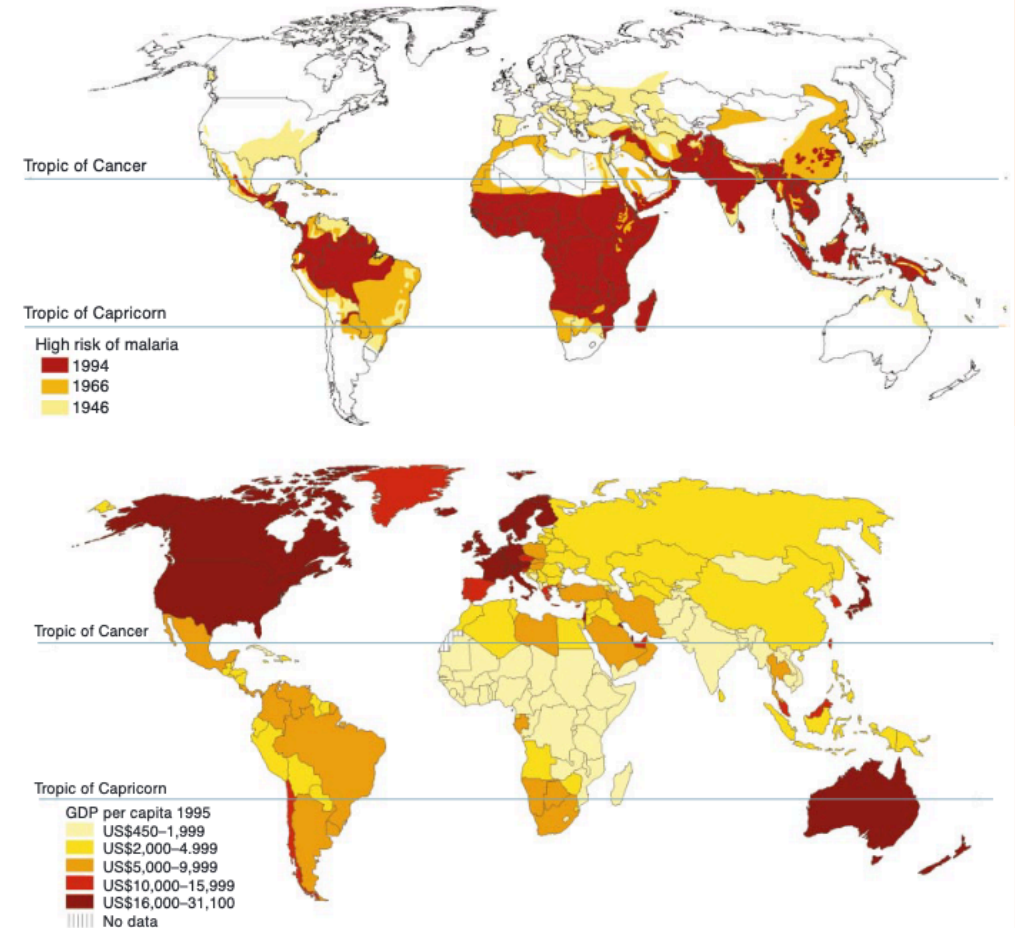 Tropic of Cancer
Tropic of Capricorn
High risk of malaria
1994
1966
1946
Tropic of Cancer
Tropic of Capricorn
GDP per capita 1995
US$450–1,999
US$2,000–4.999
US$5,000–9,999
US$10,000–15,999
US$16,000–31,100
No data